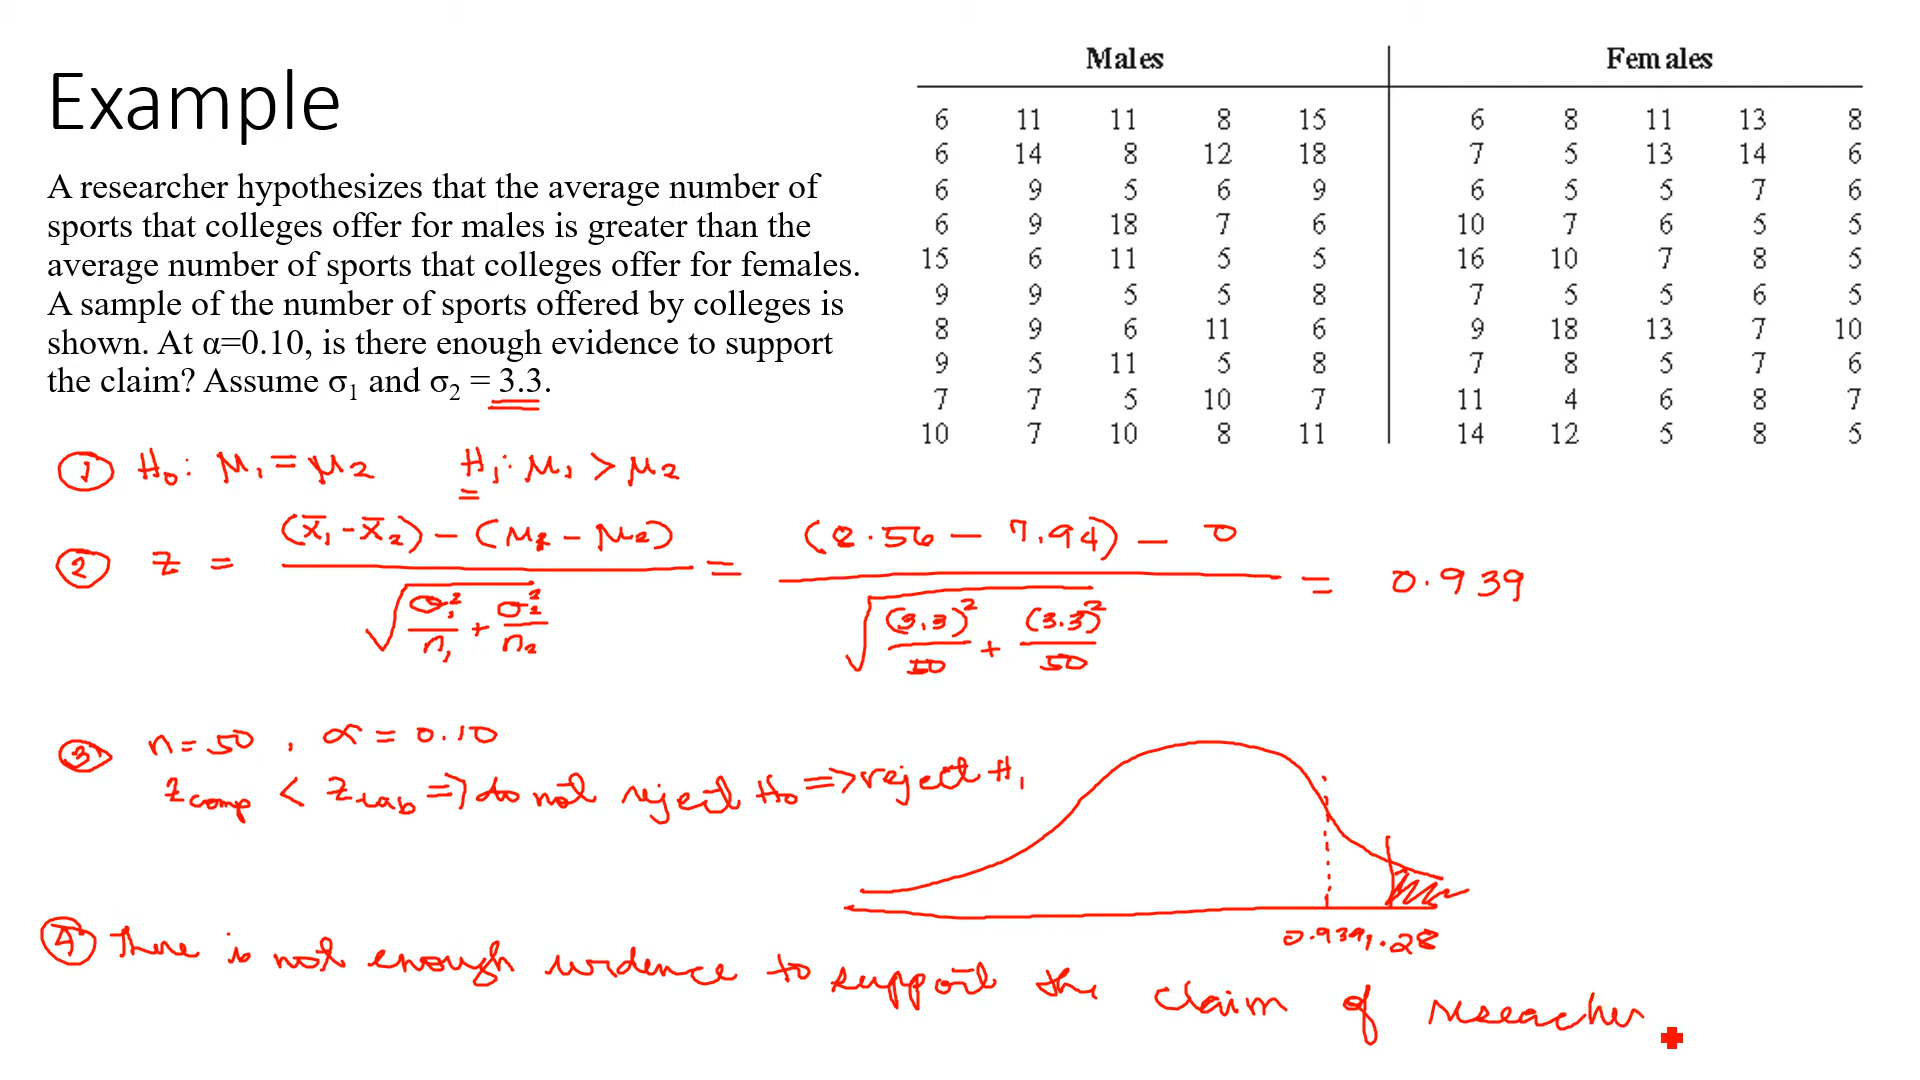 Example
A researcher hypothesizes that the average number of
sports that colleges offer for males is greater than the
average number of sports that colleges offer for females.
A sample of the number of sports offered by colleges is
shown. At α=0.10, is there enough evidence to support
the claim? Assume σ₁ and σ₂ = 3.3.
Males Females
6 11 11 8 15 6 8 11 13 8
6 14 8 12 18 7 5 13 14 6
6 9 5 6 9 6 5 5 7 6
6 9 18 7 6 10 7 6 5 5
15 6 11 5 5 16 10 7 8 5
9 9 5 5 8 7 5 5 6 5
8 9 6 11 6 9 18 13 7 10
9 5 11 5 8 7 8 5 7 6
7 7 5 10 7 11 4 6 8 7
10 7 10 8 11 14 12 5 8 5
① H₀: μ₁ = μ₂ H₁: μ₁ > μ₂
② z = ((x̄₁ - x̄₂) - (μ₁ - μ₂)) / √(σ₁²/n₁ + σ₂²/n₂) = ((8.56 - 7.94) - 0) / √((3.3)²/50 + (3.3)²/50) = 0.939
③ n = 50, α = 0.10
z comp < z tab => do not reject H₀ => reject H₁
0.939 1.28
④ There is not enough evidence to support the claim of reseacher.